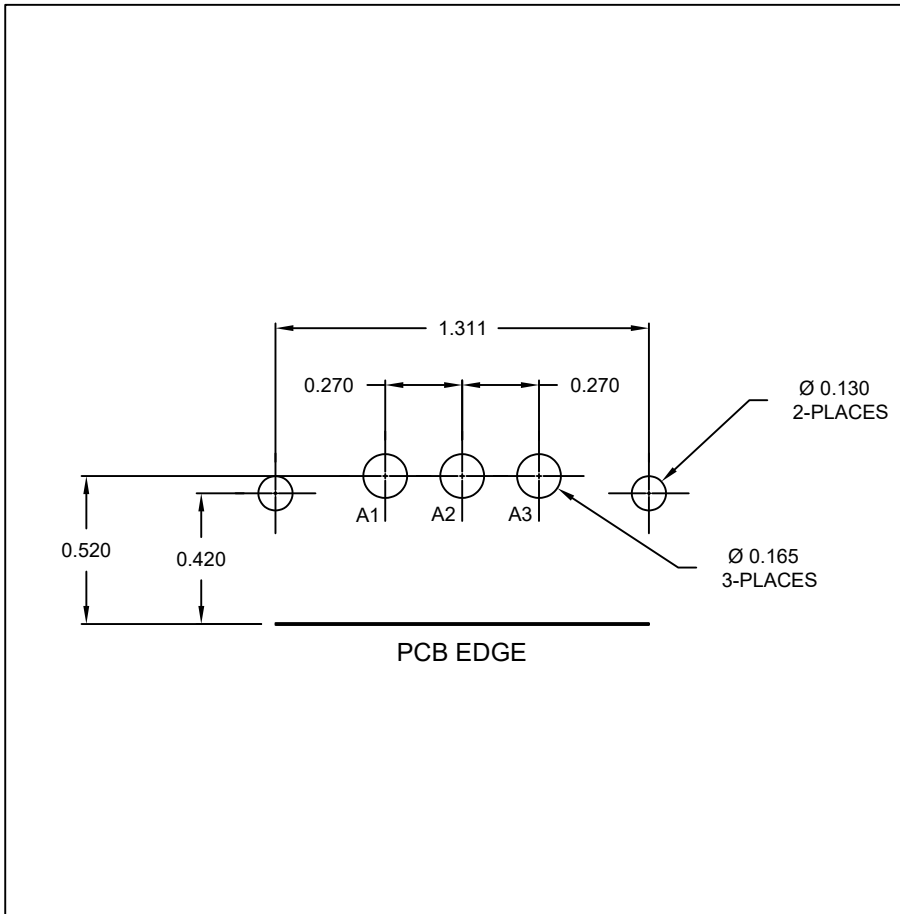 1.311
0.270
0.270
Ø 0.130
2-PLACES
A1
A2
A3
0.520
0.420
Ø 0.165
3-PLACES
PCB EDGE